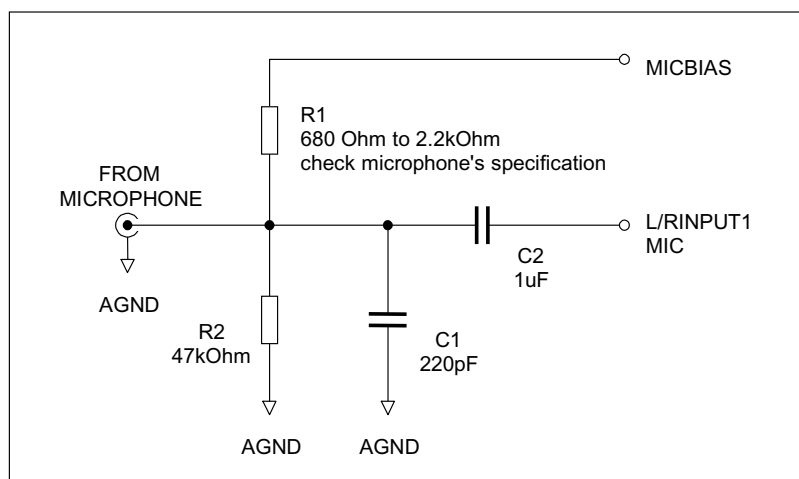 MICBIAS
R1
680 Ohm to 2.2kOhm
check microphone's specification
FROM
MICROPHONE
L/RINPUT1
MIC
C2
1uF
AGND
R2
47kOhm
C1
220pF
AGND
AGND